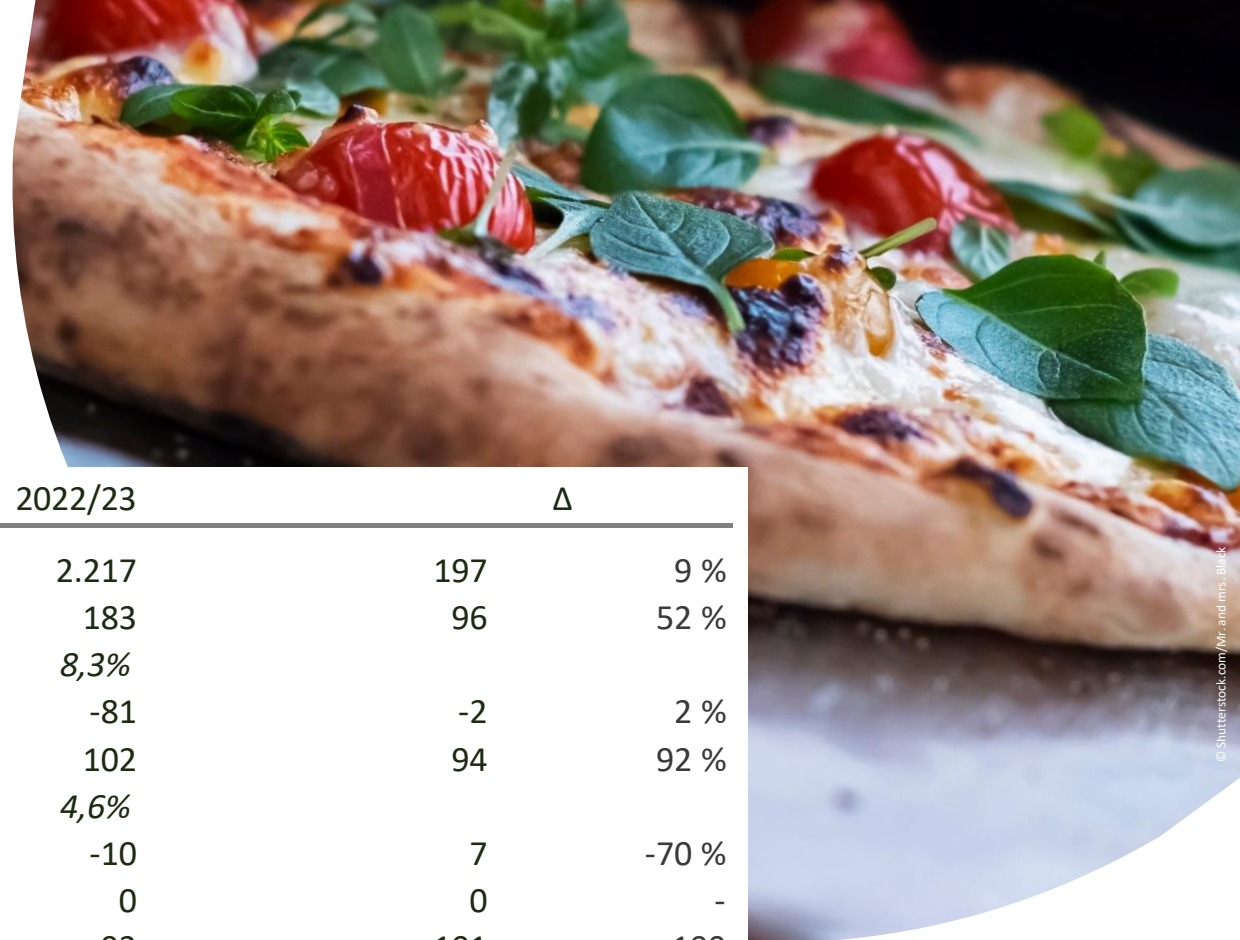 2022/23 Δ
2.217 197 9 %
183 96 52 %
8,3%
-81 -2 2 %
102 94 92 %
4,6%
-10 7 -70 %
0 0 -
© Shutterstock.com/Mr. and mrs. Black